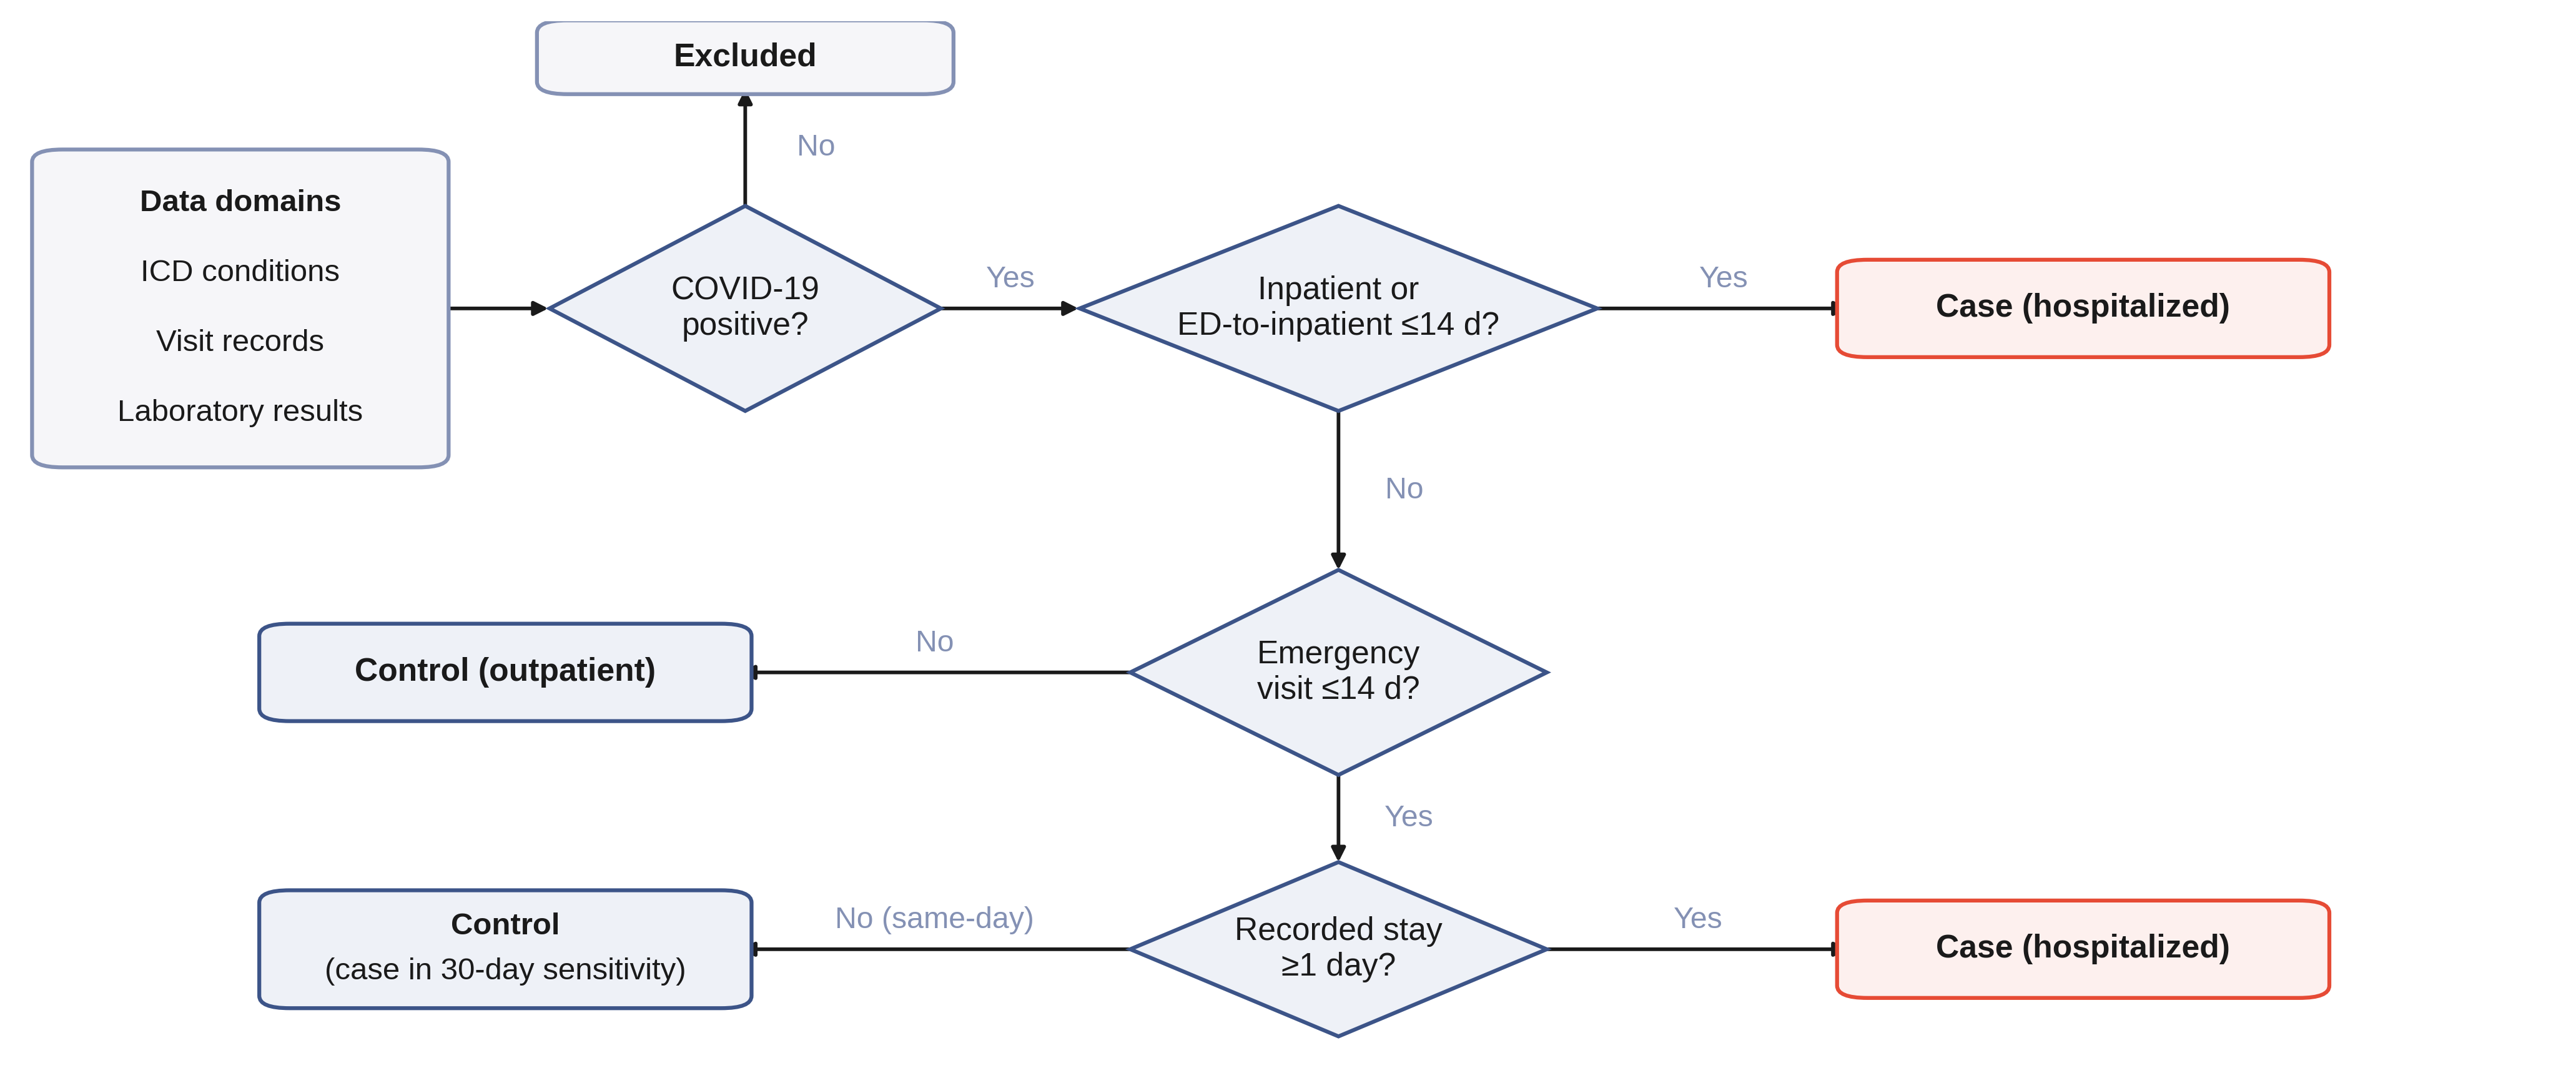 Excluded
No
Data domains
ICD conditions
Visit records
Laboratory results
COVID-19
positive?
Yes
Inpatient or
ED-to-inpatient ≤14 d?
Yes
Case (hospitalized)
No
Control (outpatient)
No
Emergency
visit ≤14 d?
Yes
Control
(case in 30-day sensitivity)
No (same-day)
Recorded stay
≥1 day?
Yes
Case (hospitalized)